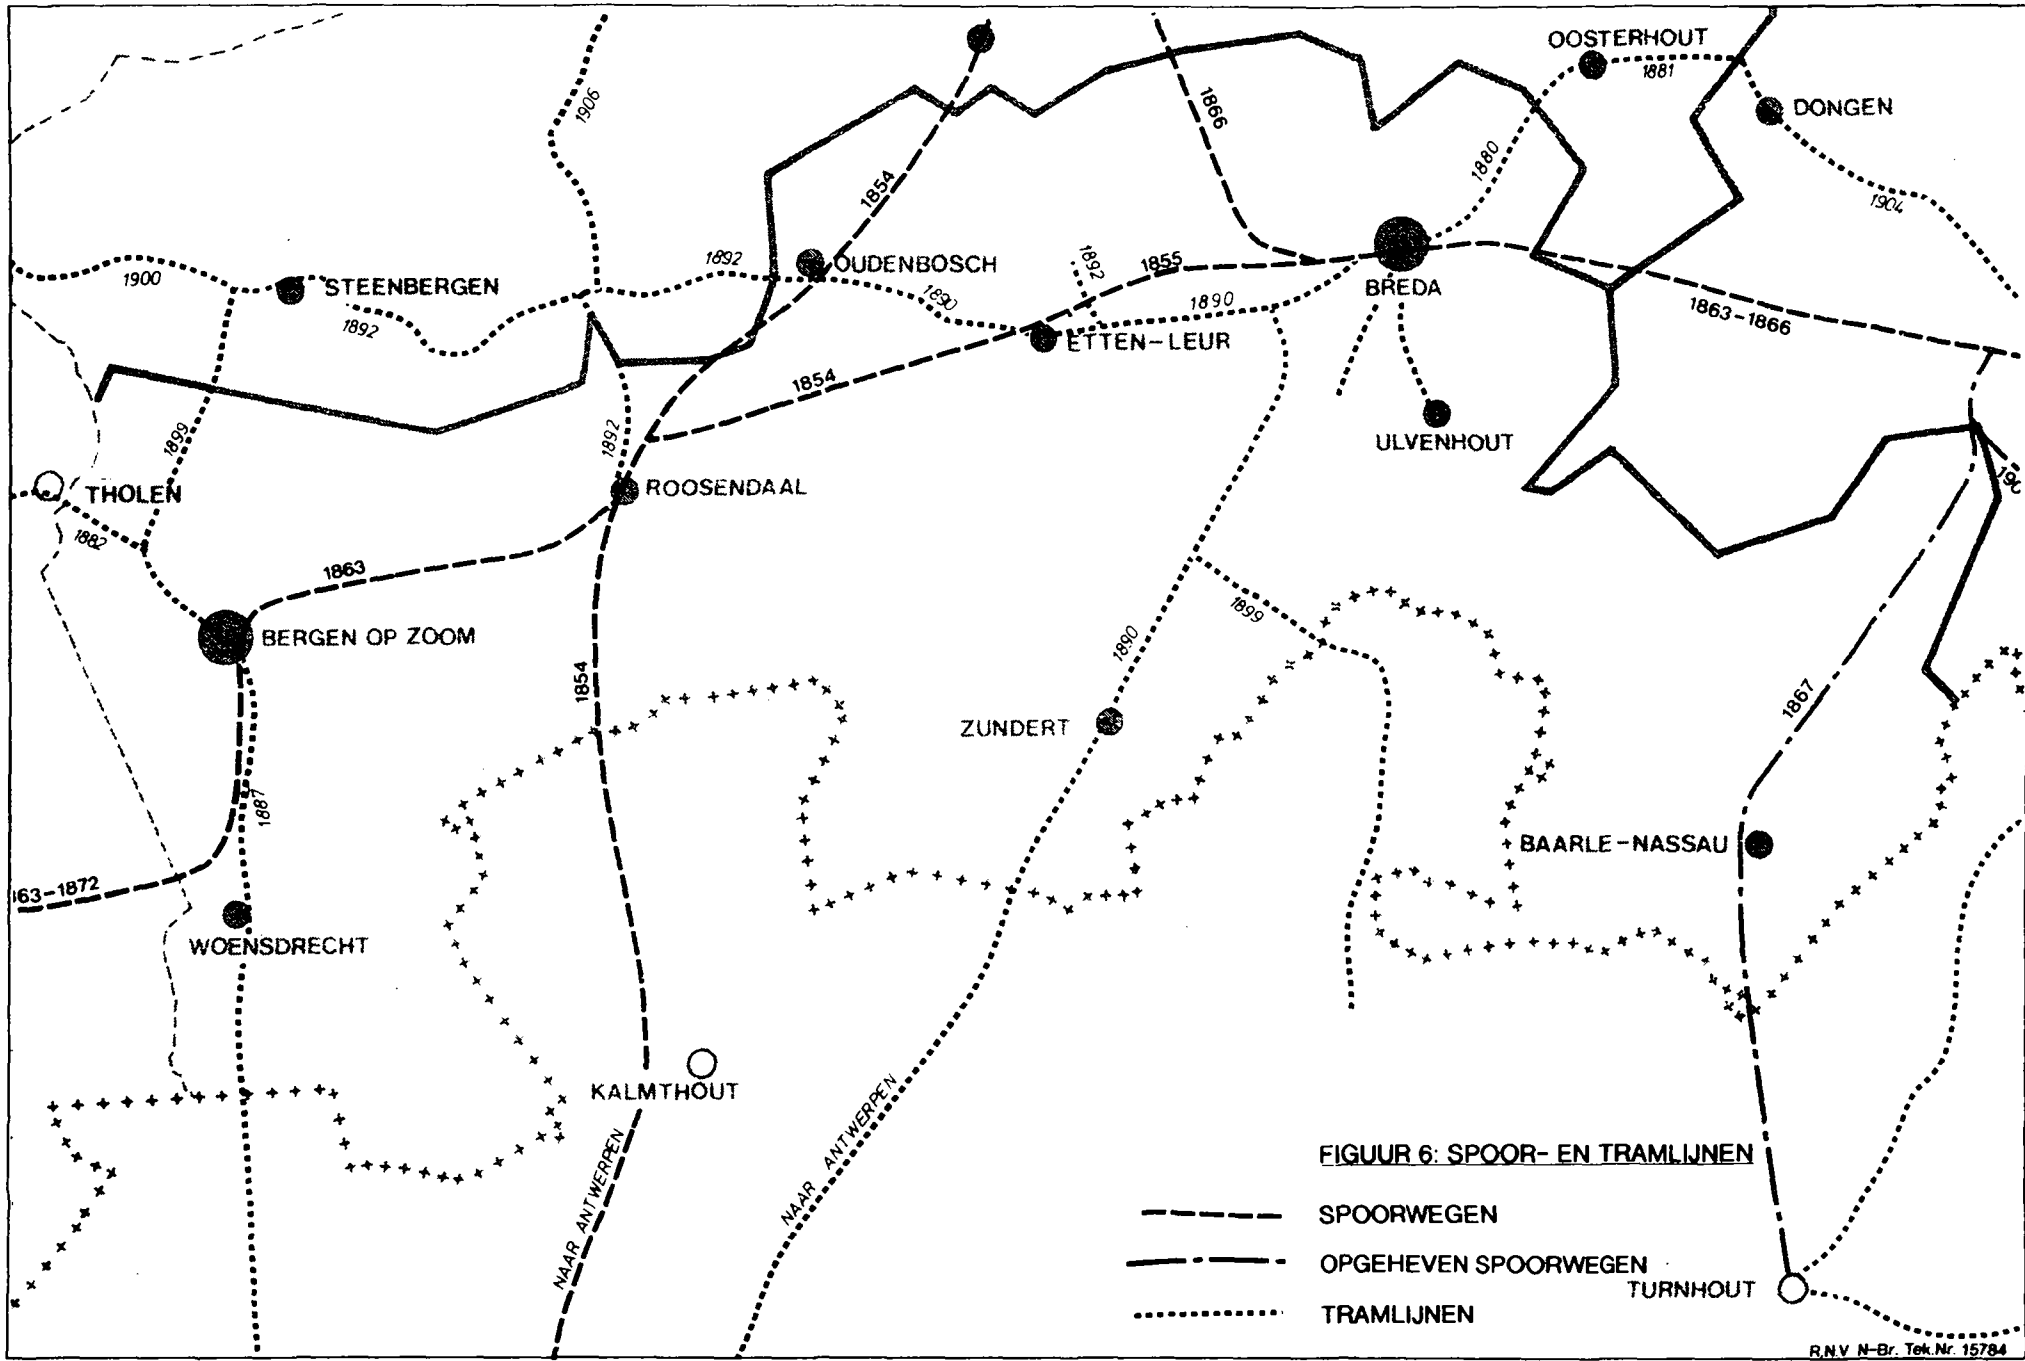 OOSTERHOUT
1881
DONGEN
1906
1866
1880
1854
1904
1900
STEENBERGEN
1892
1892
OUDENBOSCH
1890
1892
1855
1890
BREDA
1863-1866
ETTEN-LEUR
1854
1899
1892
ULVENHOUT
THOLEN
ROOSENDAAL
190
1882
1863
1899
BERGEN OP ZOOM
1890
1854
1867
ZUNDERT
1887
BAARLE-NASSAU
163-1872
WOENSDRECHT
KALMTHOUT
NAAR ANTWERPEN
NAAR ANTWERPEN
FIGUUR 6: SPOOR- EN TRAMLIJNEN
SPOORWEGEN
OPGEHEVEN SPOORWEGEN
TURNHOUT
TRAMLIJNEN
R.N.V N-Br. Tek.Nr. 15784